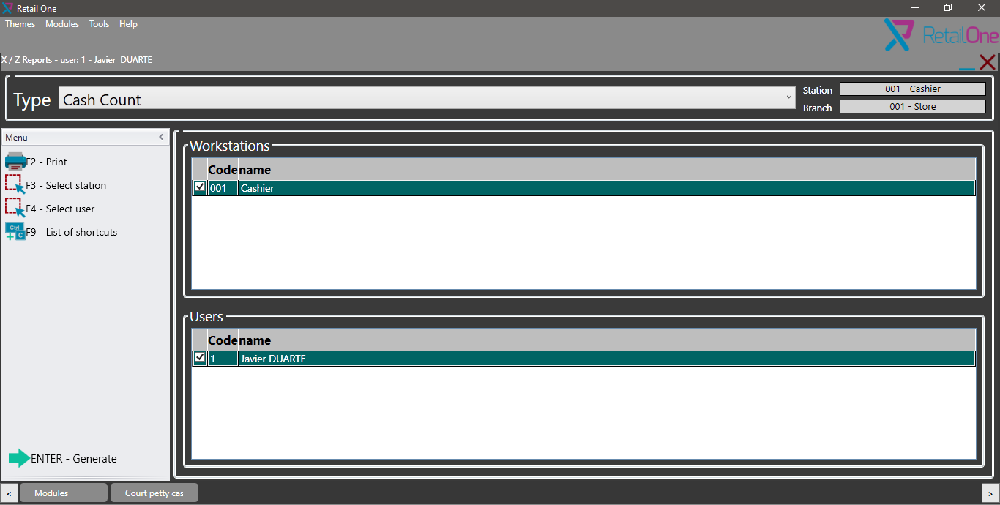 Retail One
Themes Modules Tools Help
RetailOne
X / Z Reports - user: 1 - Javier DUARTE
Type Cash Count
Station 001 - Cashier
Branch 001 - Store
Menu
F2 - Print
F3 - Select station
F4 - Select user
Ctrl
C
F9 - List of shortcuts
ENTER - Generate
Workstations
Code name
001 Cashier
Users
Code name
1 Javier DUARTE
< Modules Court petty cas >